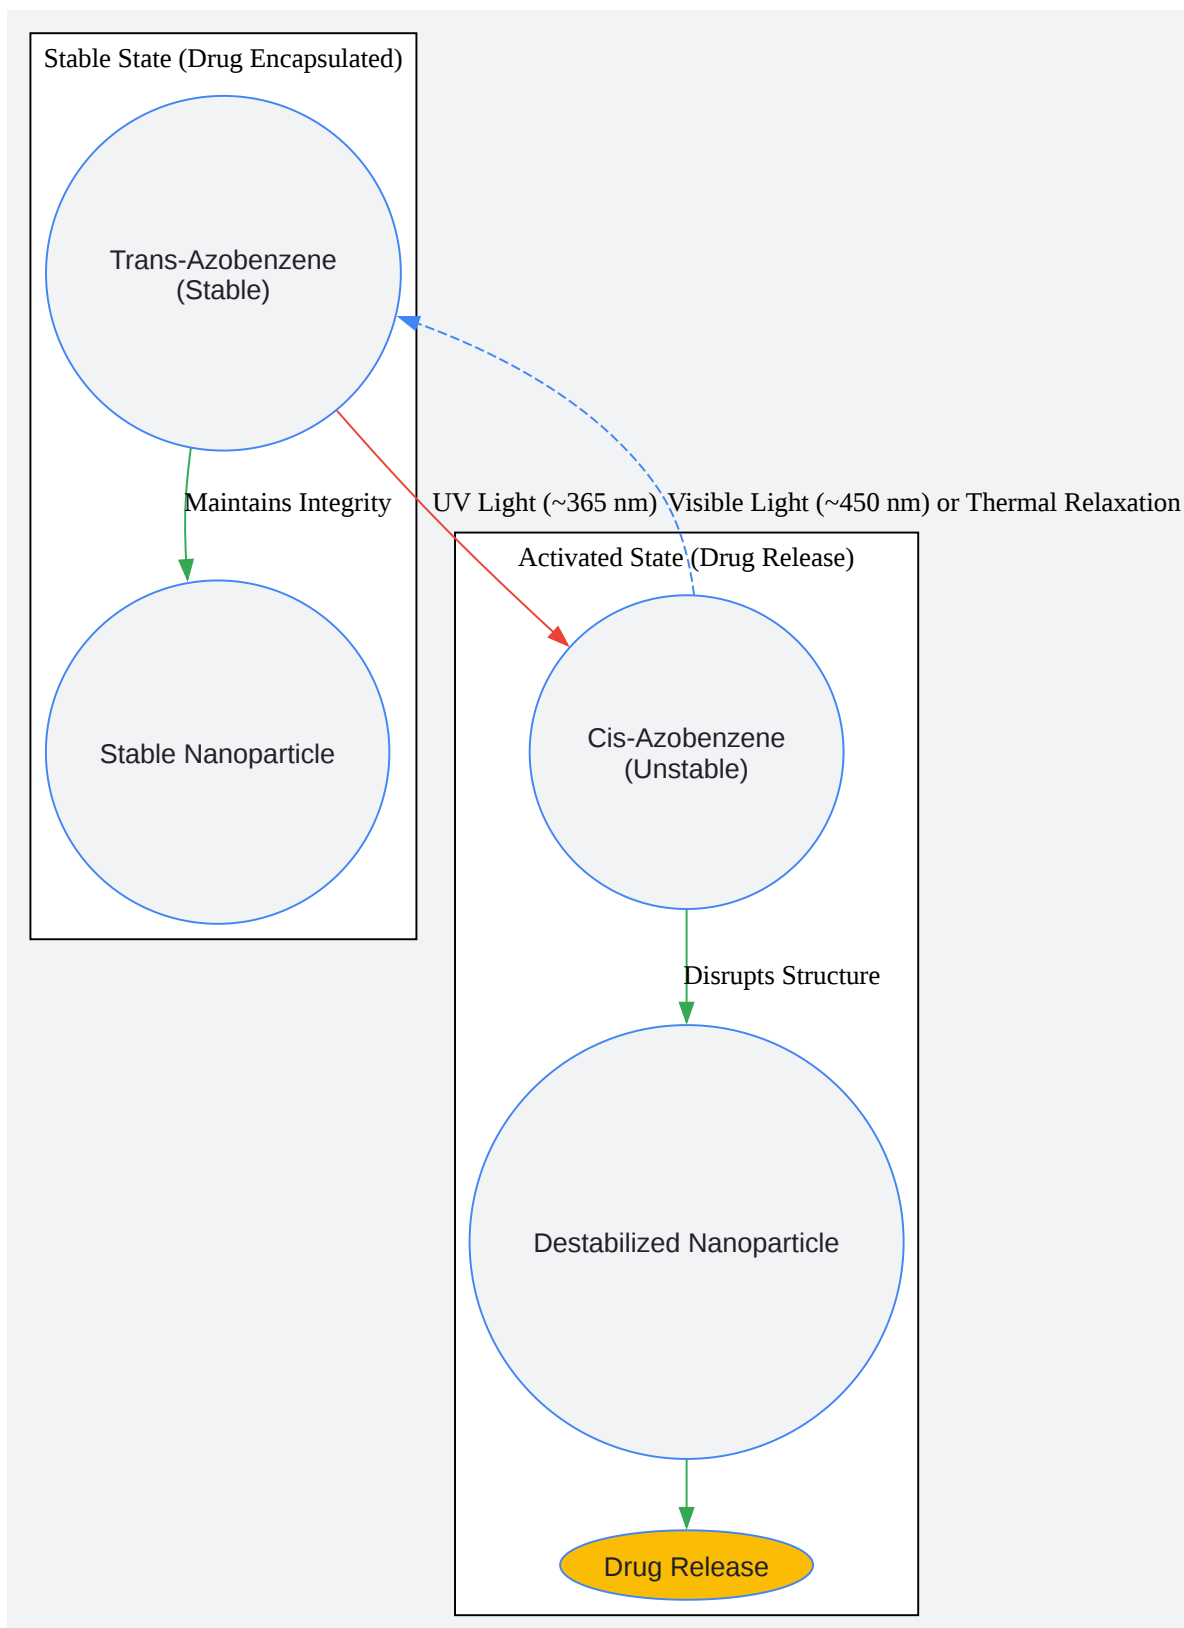 Stable State (Drug Encapsulated)
Trans-Azobenzene
(Stable)
Maintains Integrity
UV Light (~365 nm)
Visible Light (~450 nm) or Thermal Relaxation
Activated State (Drug Release)
Stable Nanoparticle
Cis-Azobenzene
(Unstable)
Disrupts Structure
Destabilized Nanoparticle
Drug Release